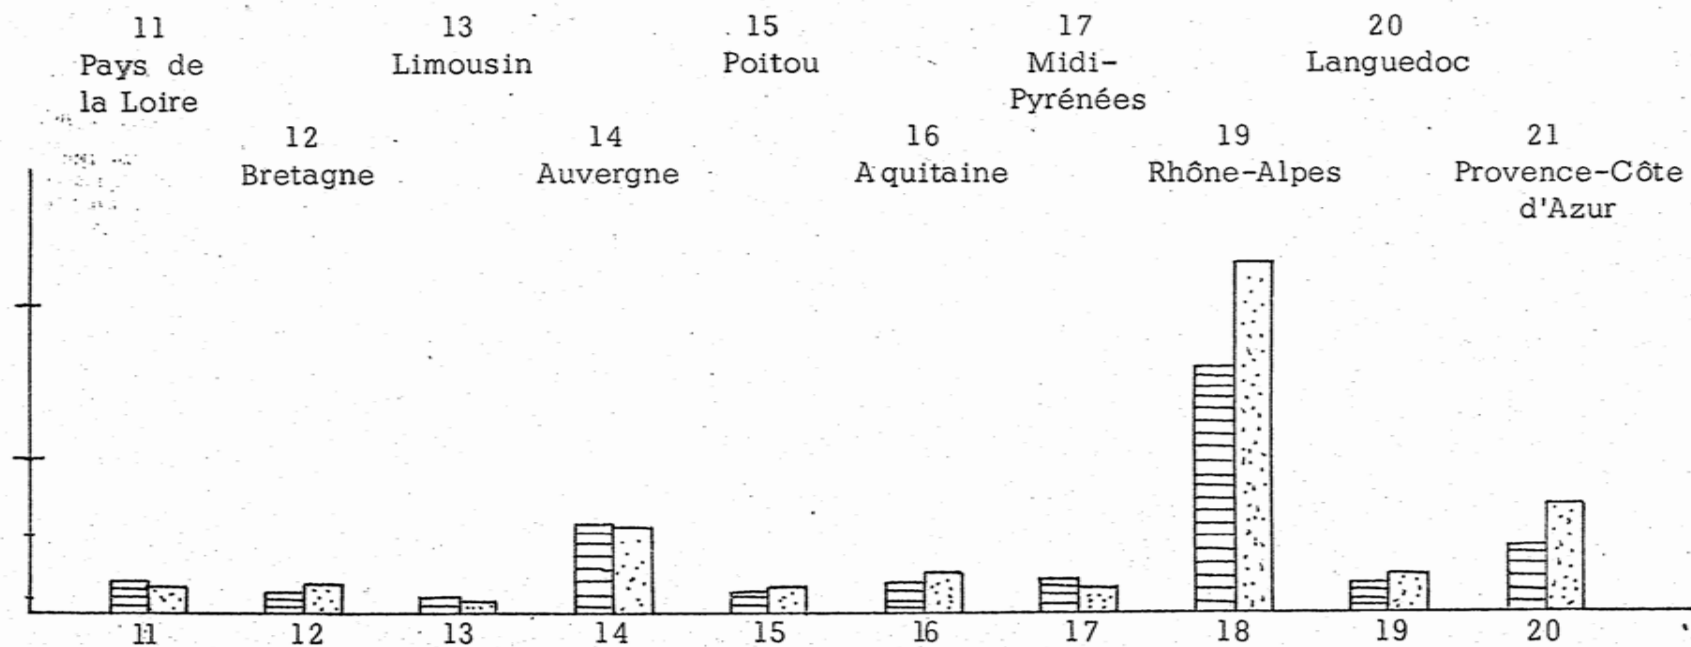 11 13 15 17 20
Pays de Limousin Poitou Midi- Languedoc
la Loire Pyrénées
12 14 16 19 21
Bretagne Auvergne Aquitaine Rhône-Alpes Provence-Côte
d'Azur
11 12 13 14 15 16 17 18 19 20